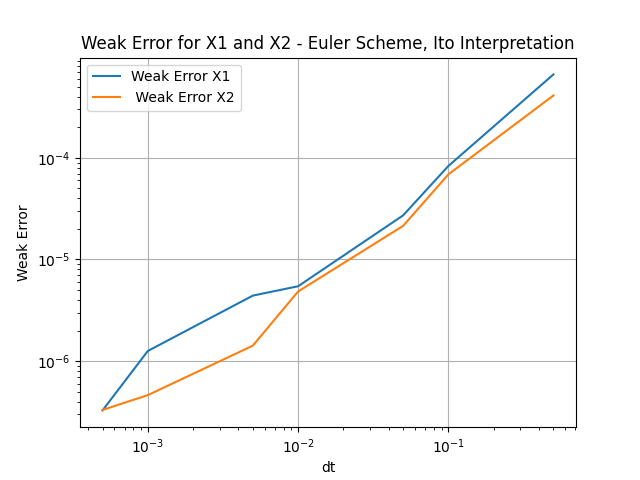 Weak Error for X1 and X2 - Euler Scheme, Ito Interpretation
Weak Error X1
Weak Error X2
Weak Error
10⁻⁴
10⁻⁵
10⁻⁶
10⁻³
10⁻²
10⁻¹
dt